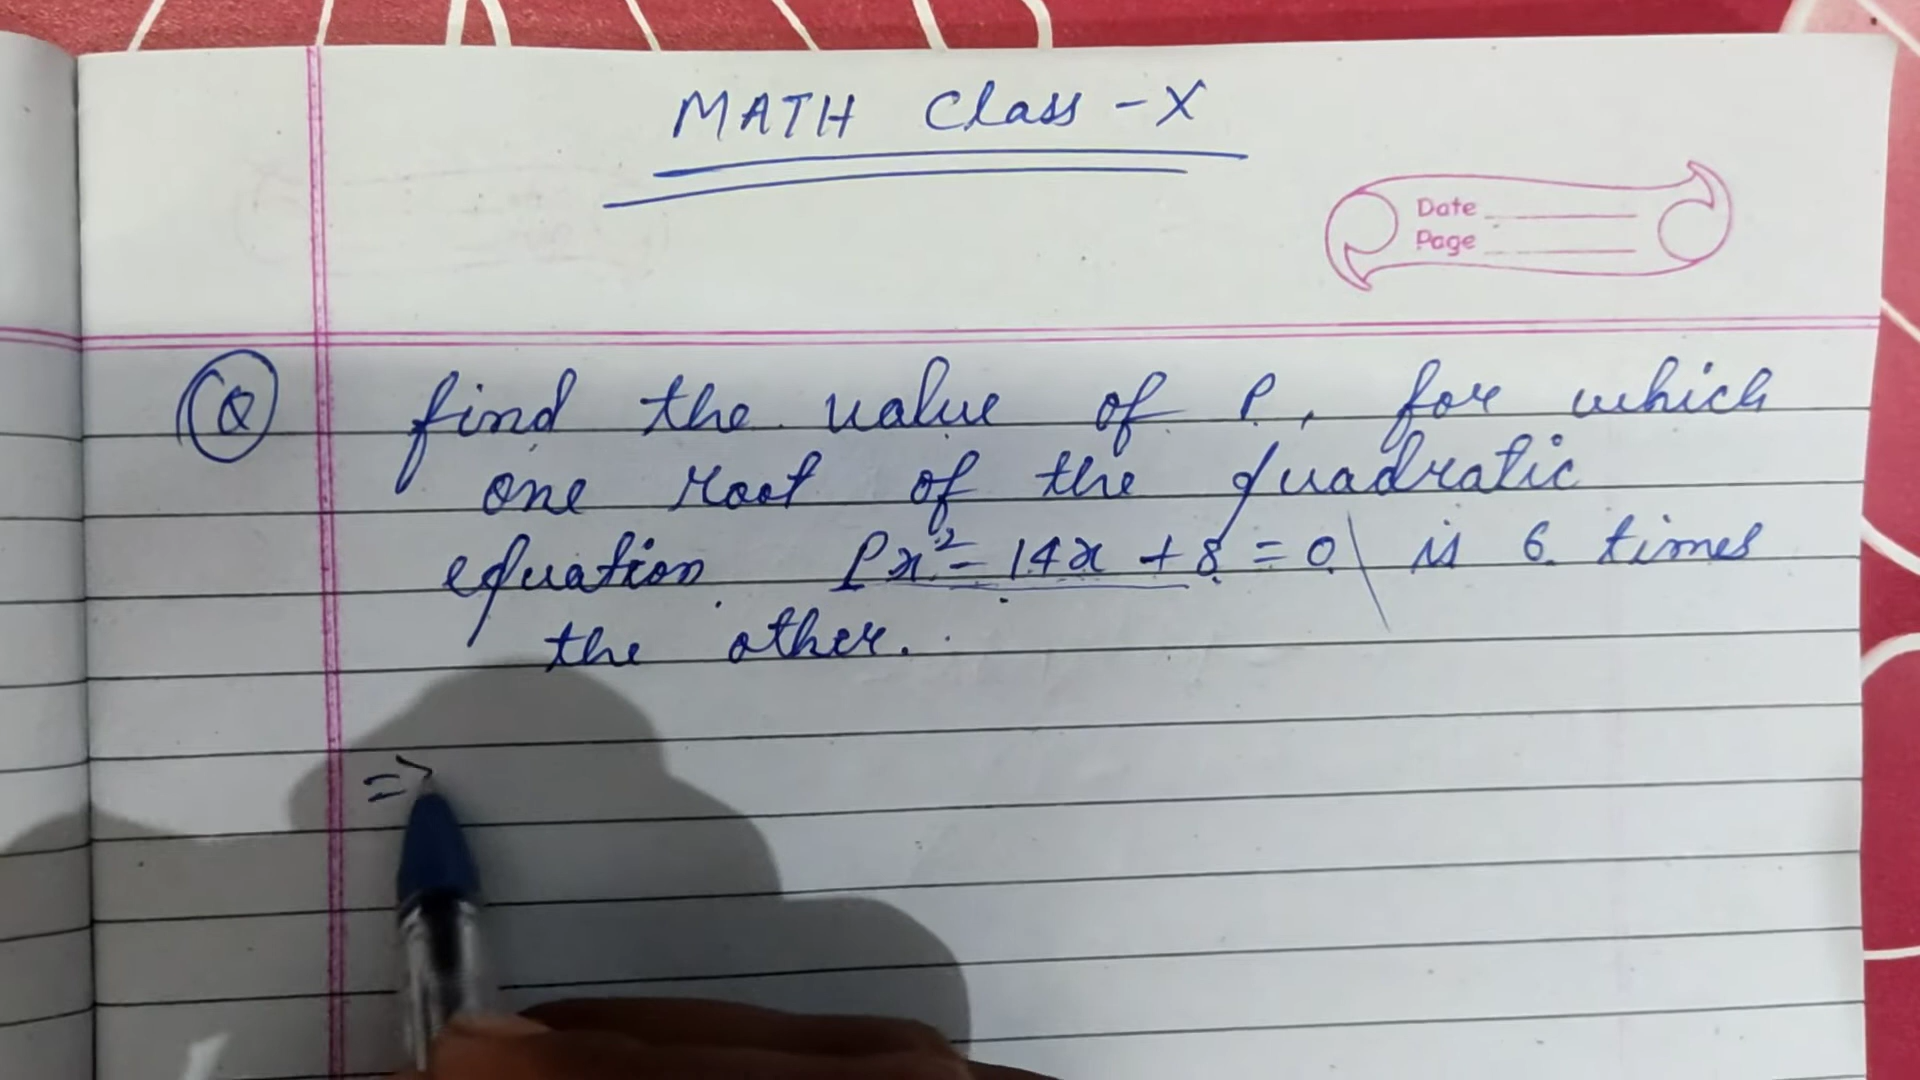 MATH Class - X
Date
Page
Q find the value of P, for which
one root of the quadratic
equation Px² - 14x + 8 = 0 is 6 times
the other.
=>